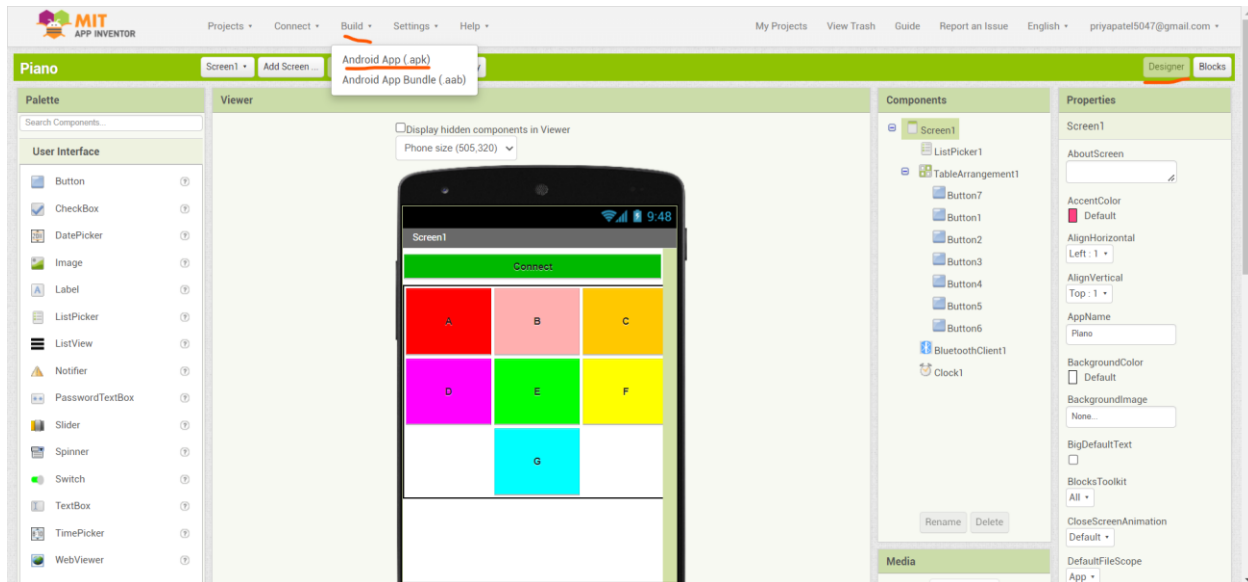 MIT
APP INVENTOR
Projects
Connect
Build
Settings
Help
My Projects
View Trash
Guide
Report an Issue
English
priyapatel5047@gmail.com
Android App (.apk)
Android App Bundle (.aab)
Piano
Screen1
Add Screen ...
Designer
Blocks
Palette
Search Components...
User Interface
Button
CheckBox
DatePicker
Image
Label
ListPicker
ListView
Notifier
PasswordTextBox
Slider
Spinner
Switch
TextBox
TimePicker
WebViewer
Viewer
Display hidden components in Viewer
Phone size (505,320)
9:48
Screen1
Connect
A B C
D E F
G
Components
Screen1
ListPicker1
TableArrangement1
Button7
Button1
Button2
Button3
Button4
Button5
Button6
BluetoothClient1
Clock1
Rename
Delete
Media
Properties
Screen1
AboutScreen
AccentColor
Default
AlignHorizontal
Left : 1
AlignVertical
Top : 1
AppName
Piano
BackgroundColor
Default
BackgroundImage
None...
BigDefaultText
BlocksToolkit
All
CloseScreenAnimation
Default
DefaultFileScope
App